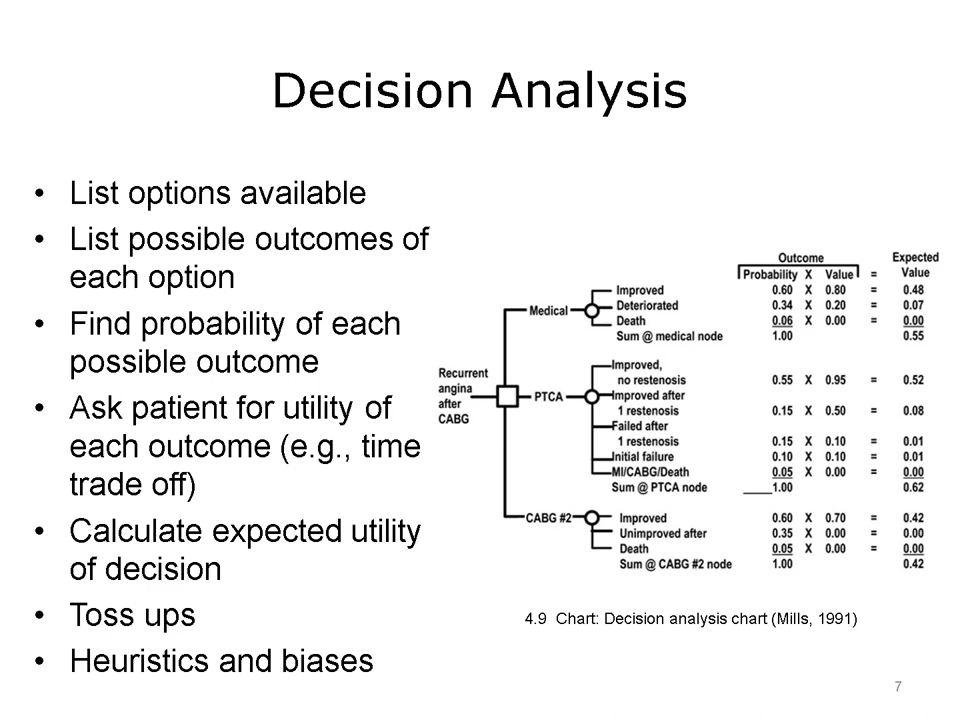 Decision Analysis
• List options available
• List possible outcomes of
each option
• Find probability of each
possible outcome
• Ask patient for utility of
each outcome (e.g., time
trade off)
• Calculate expected utility
of decision
• Toss ups
• Heuristics and biases
Outcome Expected
Probability X Value = Value
Recurrent
angina
after
CABG
Medical
Improved 0.60 X 0.80 = 0.48
Deteriorated 0.34 X 0.20 = 0.07
Death 0.06 X 0.00 = 0.00
Sum @ medical node 1.00 0.55
PTCA
Improved,
no restenosis 0.55 X 0.95 = 0.52
Improved after
1 restenosis 0.15 X 0.50 = 0.08
Failed after
1 restenosis 0.15 X 0.10 = 0.01
Initial failure 0.10 X 0.10 = 0.01
MI/CABG/Death 0.05 X 0.00 = 0.00
Sum @ PTCA node 1.00 0.62
CABG #2
Improved 0.60 X 0.70 = 0.42
Unimproved after 0.35 X 0.00 = 0.00
Death 0.05 X 0.00 = 0.00
Sum @ CABG #2 node 1.00 0.42
4.9 Chart: Decision analysis chart (Mills, 1991)
7